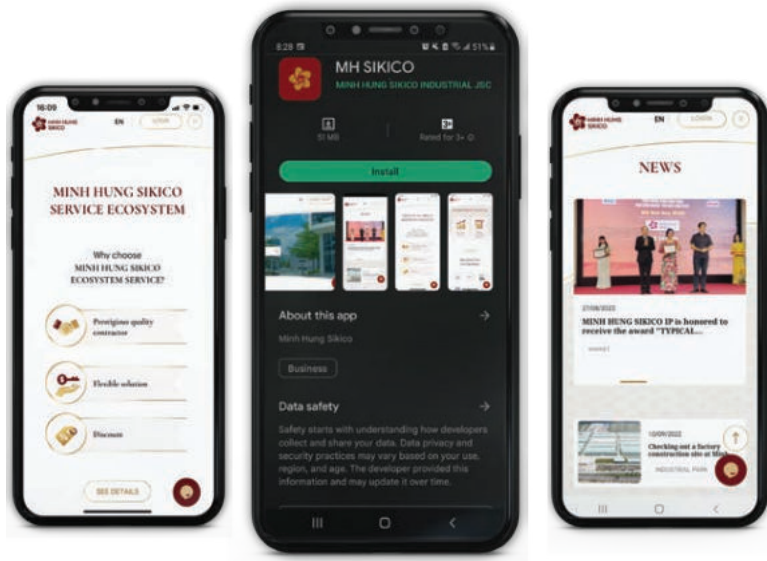 16:09
MINH HUNG
SIKICO
EN
LOGIN
MINH HUNG SIKICO
SERVICE ECOSYSTEM
Why choose
MINH HUNG SIKICO
ECOSYSTEM SERVICE?
Prestigious quality
contractor
Flexible solution
Discounts
SEE DETAILS
8:28
51%
MH SIKICO
MINH HUNG SIKICO INDUSTRIAL JSC
51 MB
3+
Rated for 3+
Install
About this app
Minh Hung Sikico
Business
Data safety
Safety starts with understanding how developers
collect and share your data. Data privacy and
security practices may vary based on your use,
region, and age. The developer provided this
information and may update it over time.
MINH HUNG
SIKICO
EN
LOGIN
NEWS
27/08/2022
MINH HUNG SIKICO IP is honored to
receive the award "TYPICAL...
10/09/2022
Checking out a factory
construction site at Minh
INDUSTRIAL PARK